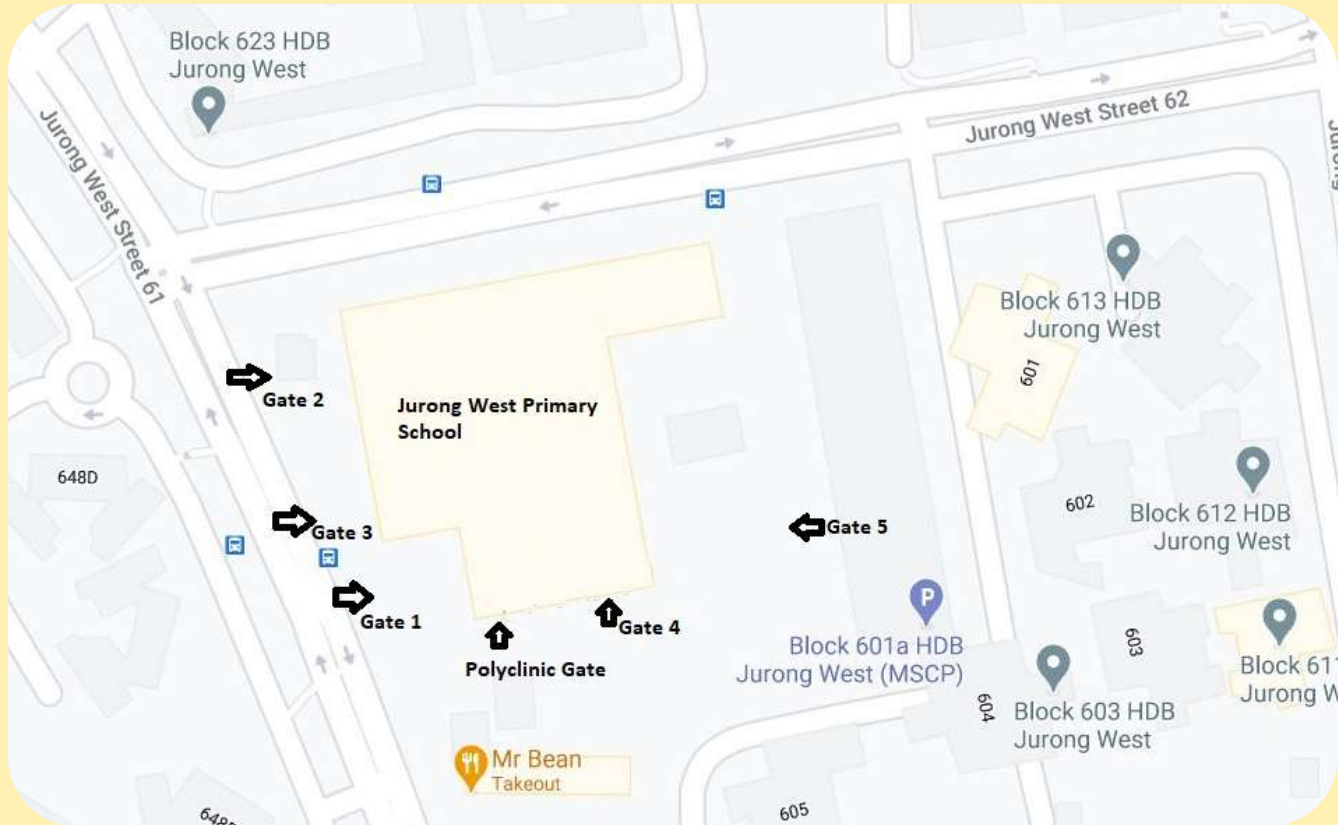 Block 623 HDB
Jurong West
Jurong West Street 61
Jurong West Street 62
Block 613 HDB
Jurong West
601
Gate 2
Jurong West Primary
School
648D
Gate 3
Gate 5
602
Block 612 HDB
Jurong West
Gate 1
Gate 4
P
Block 601a HDB
Jurong West (MSCP)
603
Block 611
Jurong W
Polyclinic Gate
604
Block 603 HDB
Jurong West
Mr Bean
Takeout
605